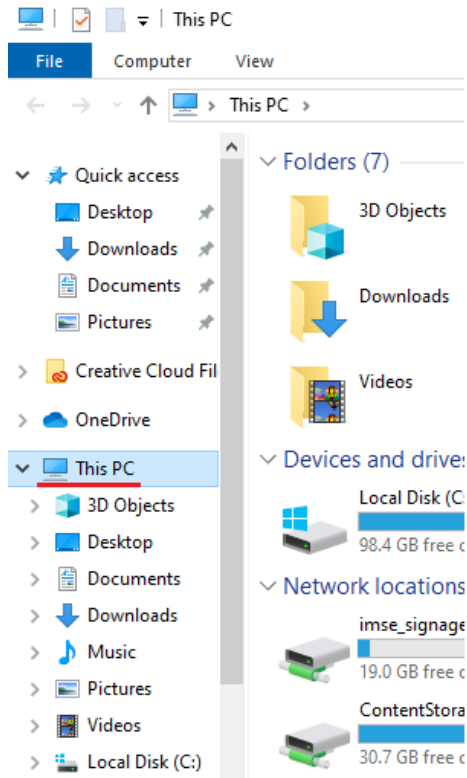 This PC
File Computer View
This PC
Quick access
Desktop
Downloads
Documents
Pictures
Creative Cloud Fil
OneDrive
This PC
3D Objects
Desktop
Documents
Downloads
Music
Pictures
Videos
Local Disk (C:)
Folders (7)
3D Objects
Downloads
Videos
Devices and drives
Local Disk (C:
98.4 GB free o
Network locations
imse_signage
19.0 GB free o
ContentStora
30.7 GB free o